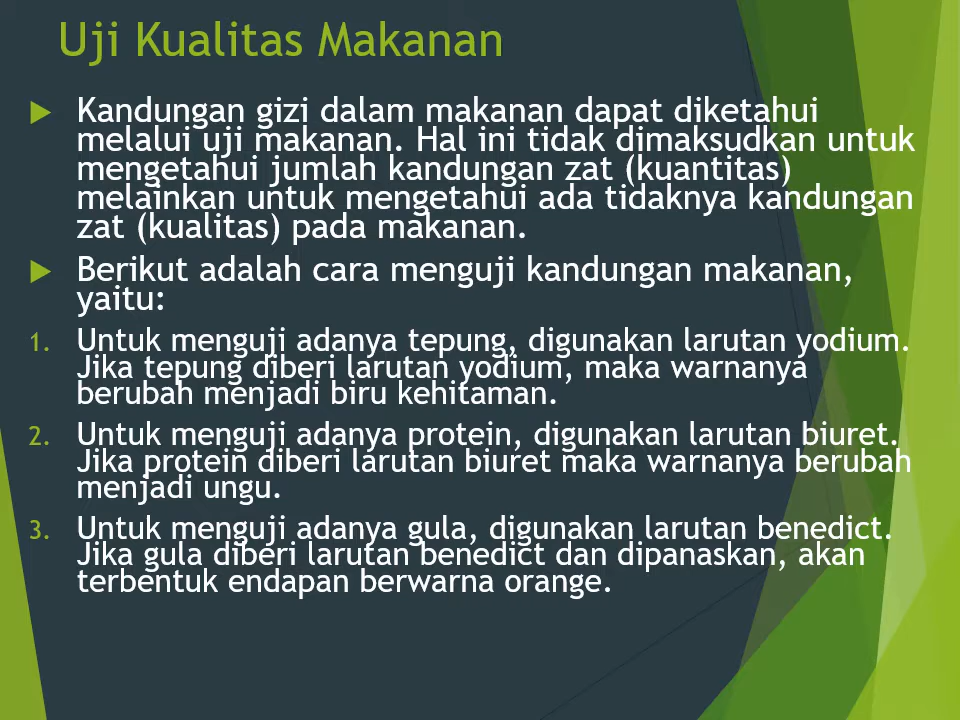 Uji Kualitas Makanan
Kandungan gizi dalam makanan dapat diketahui
melalui uji makanan. Hal ini tidak dimaksudkan untuk
mengetahui jumlah kandungan zat (kuantitas)
melainkan untuk mengetahui ada tidaknya kandungan
zat (kualitas) pada makanan.
Berikut adalah cara menguji kandungan makanan,
yaitu:
1. Untuk menguji adanya tepung, digunakan larutan yodium.
Jika tepung diberi larutan yodium, maka warnanya
berubah menjadi biru kehitaman.
2. Untuk menguji adanya protein, digunakan larutan biuret.
Jika protein diberi larutan biuret maka warnanya berubah
menjadi ungu.
3. Untuk menguji adanya gula, digunakan larutan benedict.
Jika gula diberi larutan benedict dan dipanaskan, akan
terbentuk endapan berwarna orange.